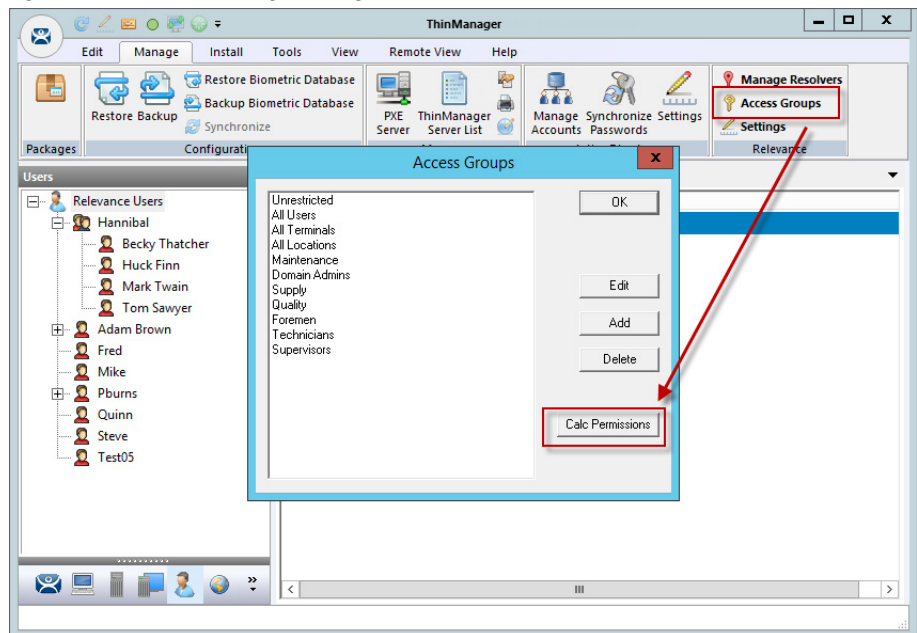 ThinManager
Edit Manage Install Tools View Remote View Help
Restore Biometric Database
Backup Biometric Database
Synchronize
Restore Backup
PXE Server
ThinManager Server List
Manage Accounts
Synchronize Passwords
Settings
Manage Resolvers
Access Groups
Settings
Packages
Configurati
Relevance
Users
Relevance Users
Hannibal
Becky Thatcher
Huck Finn
Mark Twain
Tom Sawyer
Adam Brown
Fred
Mike
Pburns
Quinn
Steve
Test05
Access Groups
X
Unrestricted
All Users
All Terminals
All Locations
Maintenance
Domain Admins
Supply
Quality
Foremen
Technicians
Supervisors
OK
Edit
Add
Delete
Calc Permissions